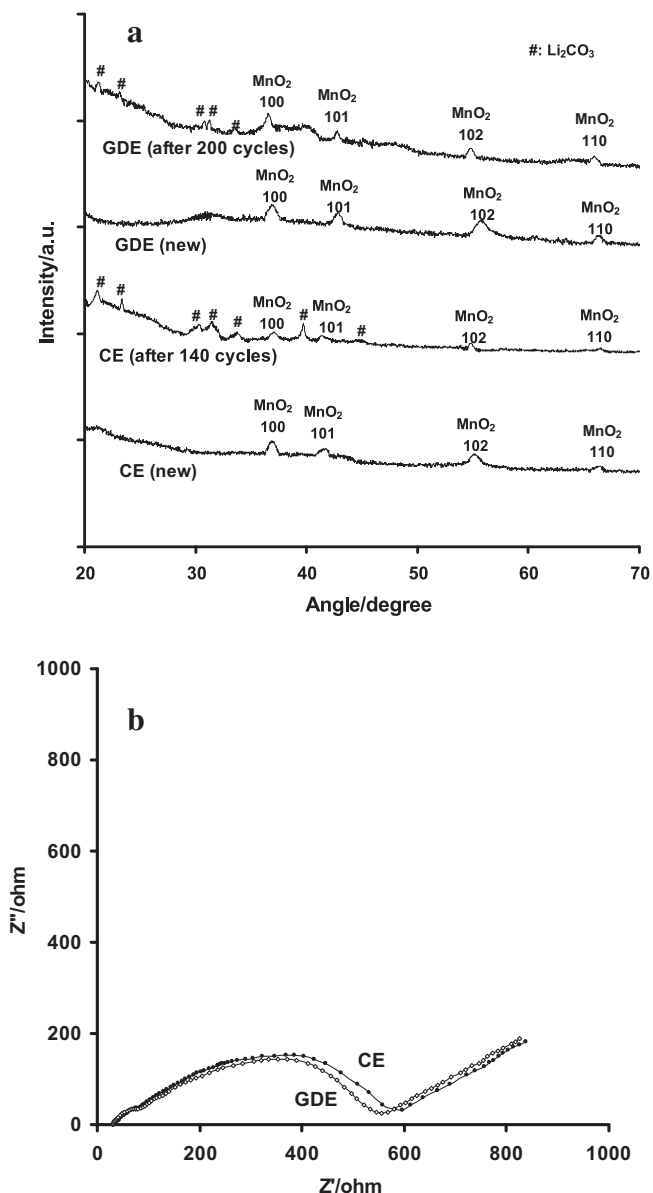 a
#: Li₂CO₃
# # # # #
MnO₂ MnO₂ MnO₂ MnO₂
100 101 102 110
GDE (after 200 cycles)
MnO₂ MnO₂ MnO₂ MnO₂
100 101 102 110
GDE (new)
# # # # # # #
MnO₂ MnO₂ MnO₂ MnO₂
100 101 102 110
CE (after 140 cycles)
MnO₂ MnO₂ MnO₂ MnO₂
100 101 102 110
CE (new)
Intensity/a.u.
20 30 40 50 60 70
Angle/degree
b
1000
800
600
400
200
0
Z''/ohm
CE
GDE
0 200 400 600 800 1000
Z'/ohm